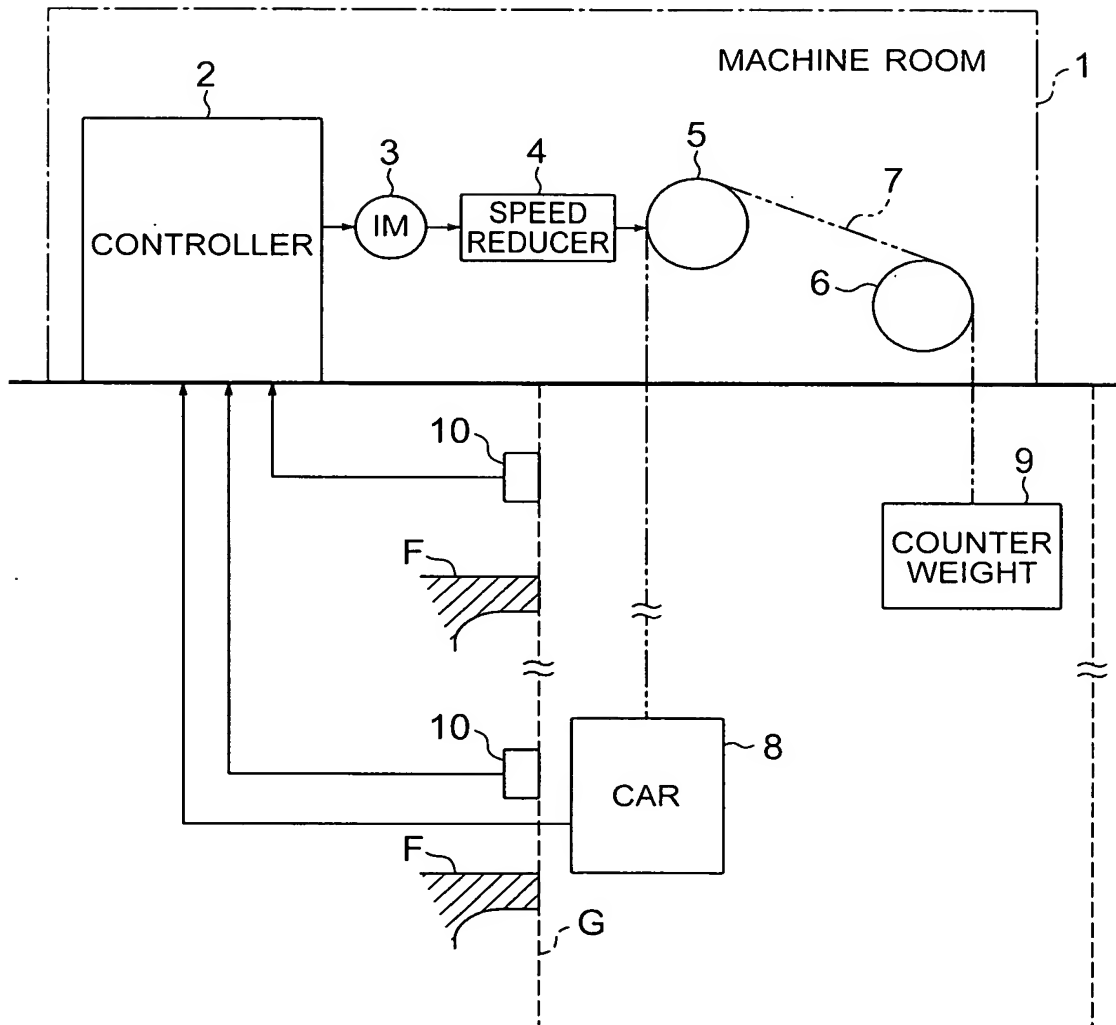 MACHINE ROOM
1
2
3
4
5
7
CONTROLLER
IM
SPEED
REDUCER
6
10
9
COUNTER
WEIGHT
F
10
8
CAR
F
G